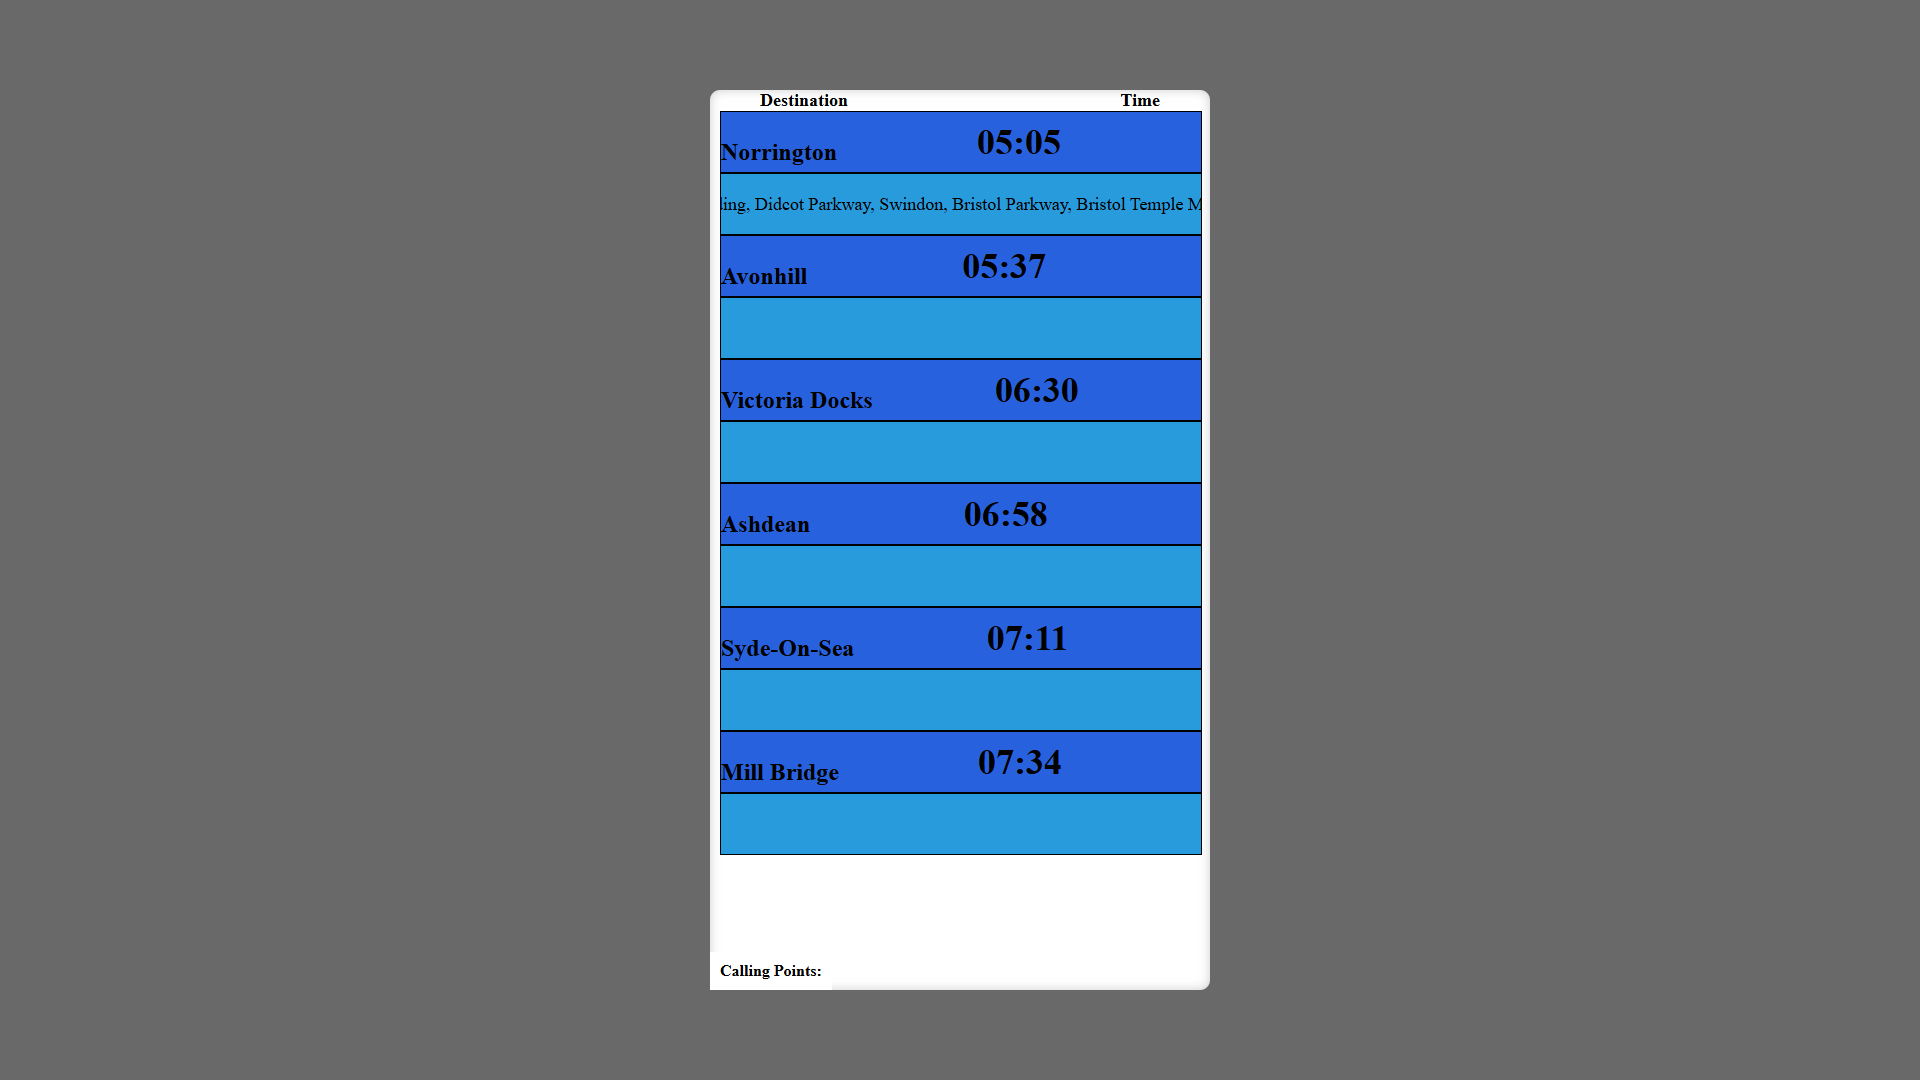 Destination Time
Norrington 05:05
ing, Didcot Parkway, Swindon, Bristol Parkway, Bristol Temple M
Avonhill 05:37
Victoria Docks 06:30
Ashdean 06:58
Syde-On-Sea 07:11
Mill Bridge 07:34
Calling Points: